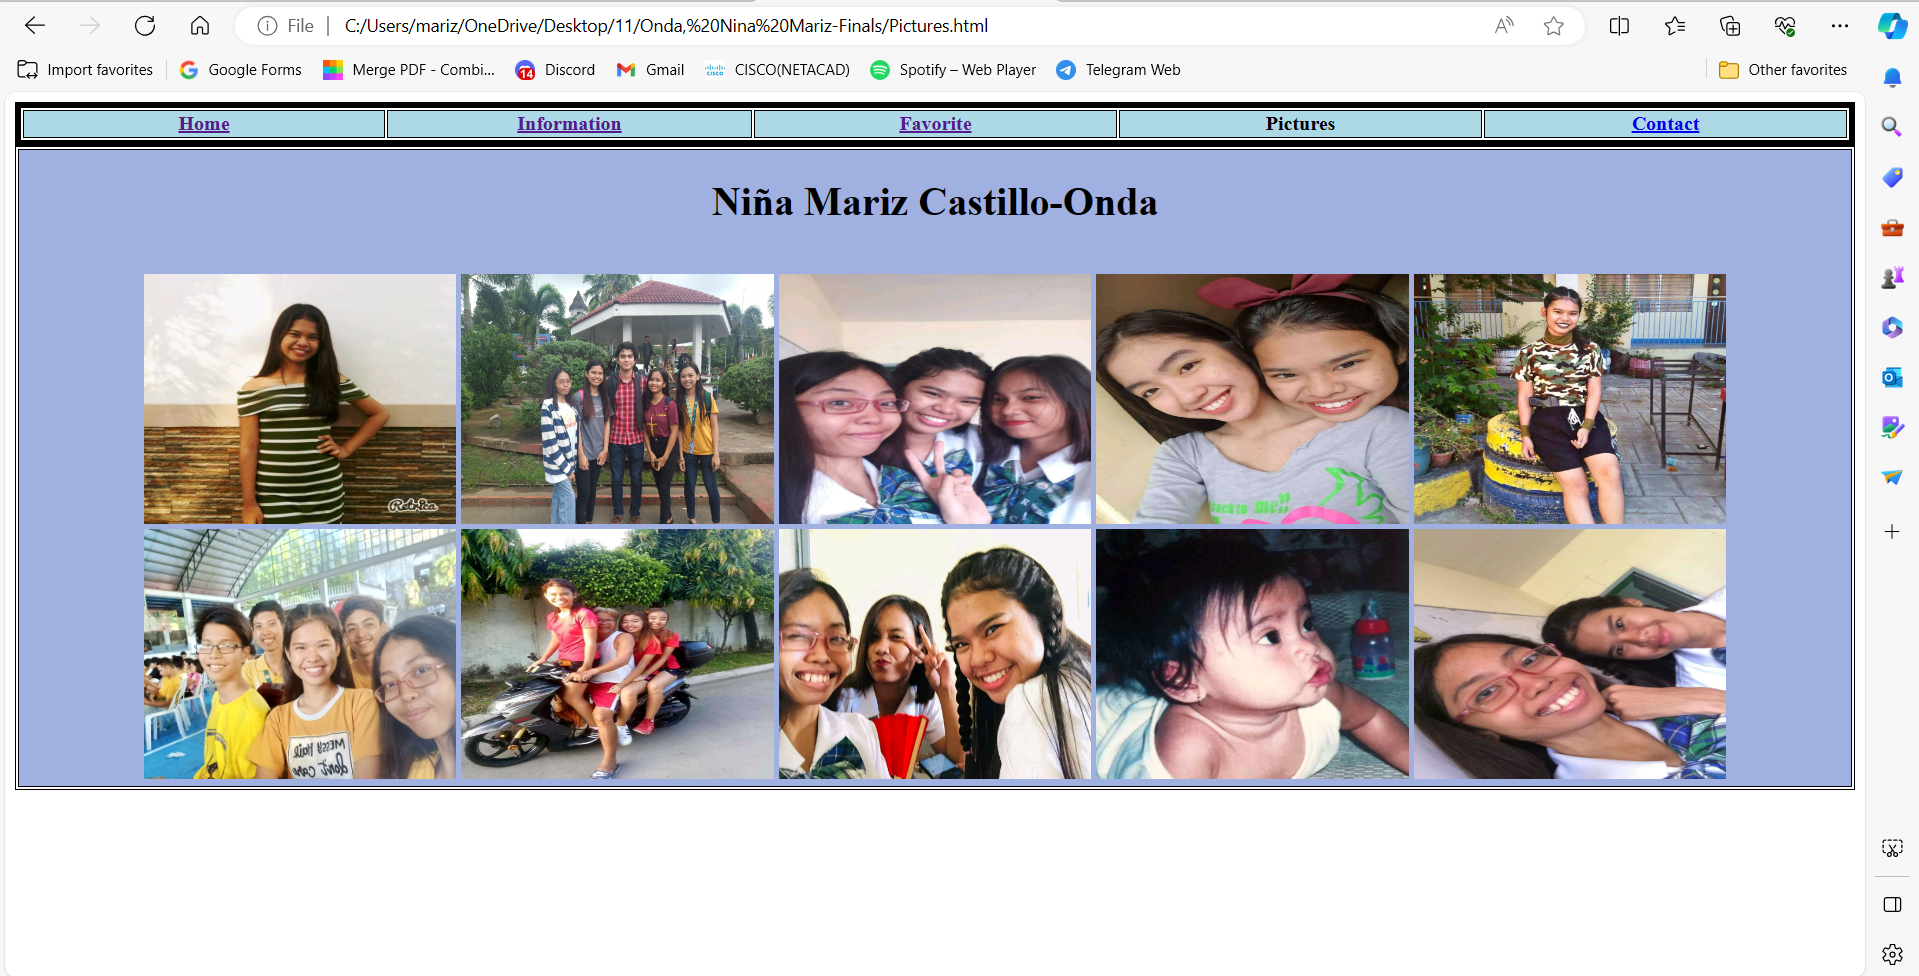 File | C:/Users/mariz/OneDrive/Desktop/11/Onda,%20Nina%20Mariz-Finals/Pictures.html
Import favorites Google Forms Merge PDF - Combi... 14 Discord Gmail CISCO(NETACAD) Spotify – Web Player Telegram Web Other favorites
Home Information Favorite Pictures Contact
Niña Mariz Castillo-Onda
Retrica
back to me!!
MESSY HAIR
don't care